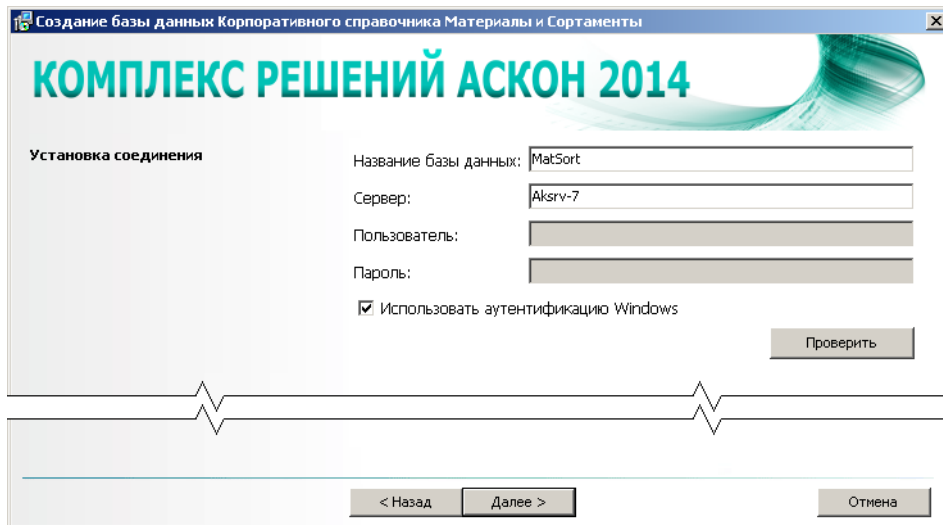 Создание базы данных Корпоративного справочника Материалы и Сортаменты
КОМПЛЕКС РЕШЕНИЙ АСКОН 2014
Установка соединения
Название базы данных: MatSort
Сервер: Aksrv-7
Пользователь:
Пароль:
Использовать аутентификацию Windows
Проверить
< Назад Далее > Отмена